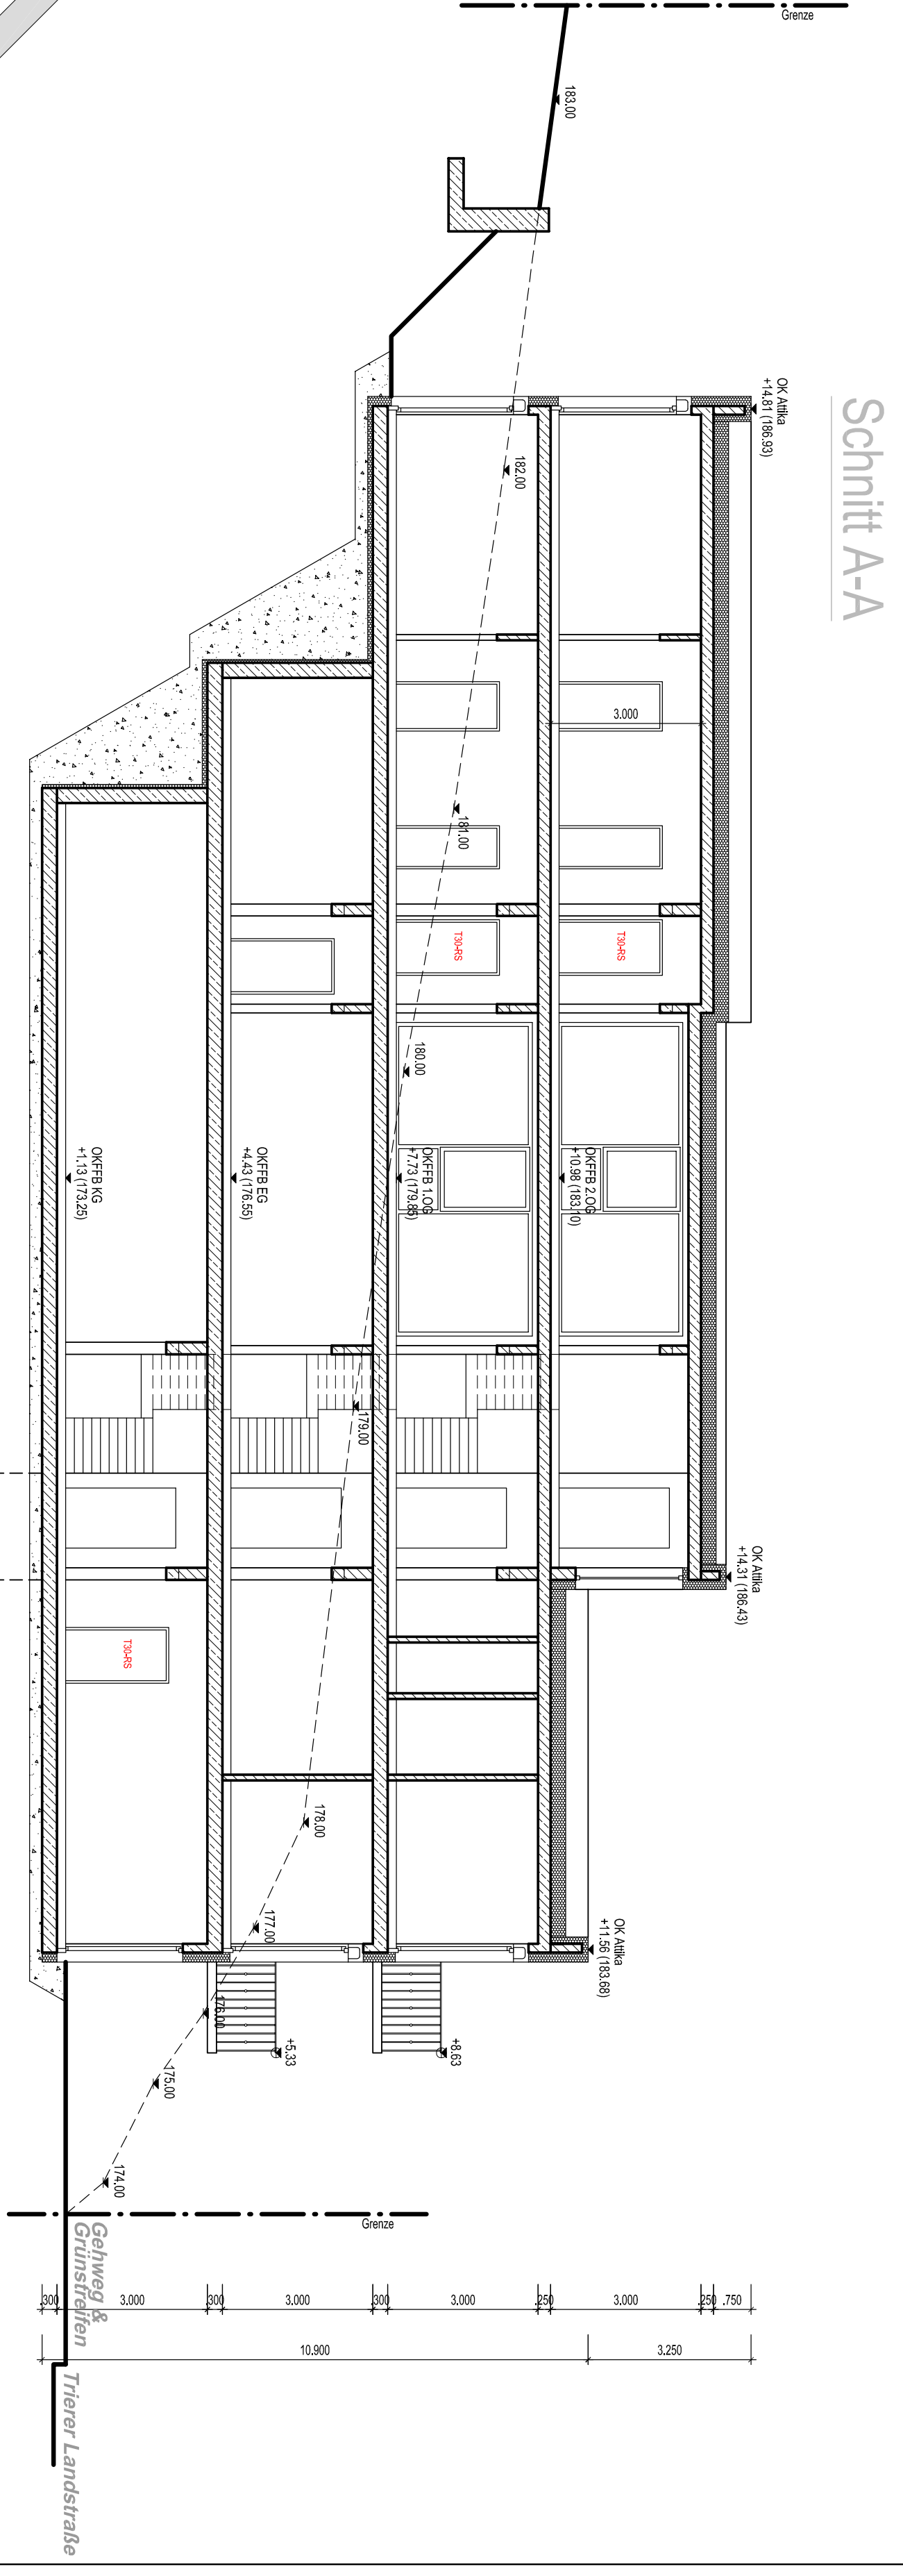 Schnitt A-A
Grenze
183.00
OK Attika
+14,81 (186.93)
182.00
3.000
181.00
T30-RS
T30-RS
180.00
OKFFB KG
+1,13 (173.25)
OKFFB EG
+4,43 (176.55)
OKFFB 1.OG
+7,73 (179.85)
OKFFB 2.OG
+10,98 (183.10)
179.00
OK Attika
+14.31 (186.43)
T30-RS
178.00
177.00
OK Attika
+11.56 (183.68)
176.00
+5.33
+8.63
175.00
174.00
Grenze
Gehweg &
Grünstreifen
Trierer Landstraße
.300
3.000
.300
3.000
.300
3.000
.250
3.000
.250
.750
10.900
3.250